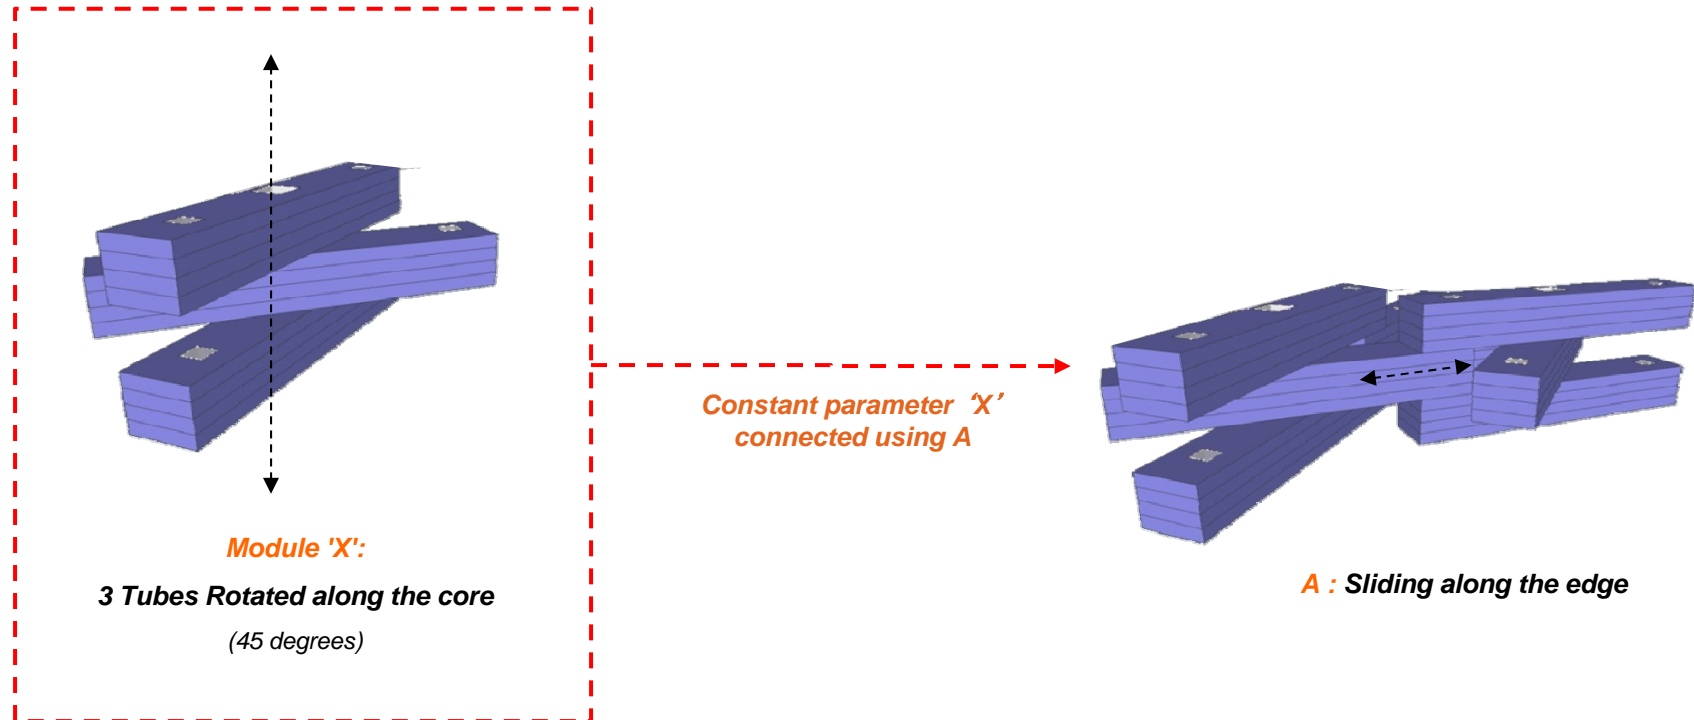 Module 'X':
3 Tubes Rotated along the core
(45 degrees)
Constant parameter ‘X’
connected using A
A : Sliding along the edge